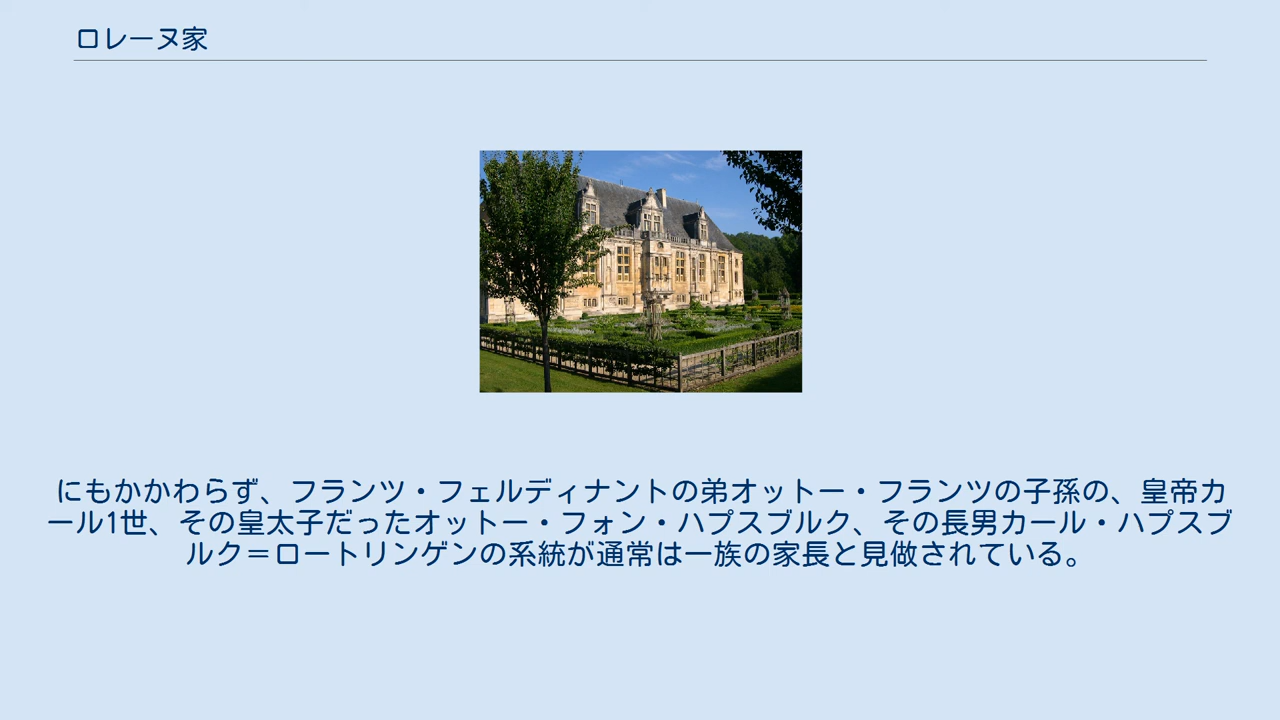 ロレーヌ家
にもかかわらず、フランツ・フェルディナントの弟オットー・フランツの子孫の、皇帝カ
ール1世、その皇太子だったオットー・フォン・ハプスブルク、その長男カール・ハプスブ
ルク＝ロートリンゲンの系統が通常は一族の家長と見做されている。